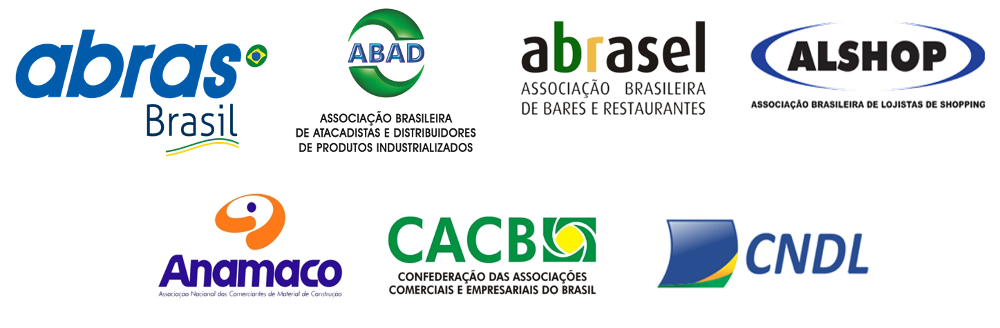 abras
Brasil
ABAD
ASSOCIAÇÃO BRASILEIRA
DE ATACADISTAS E DISTRIBUIDORES
DE PRODUTOS INDUSTRIALIZADOS
abrasel
ASSOCIAÇÃO BRASILEIRA
DE BARES E RESTAURANTES
ALSHOP
ASSOCIAÇÃO BRASILEIRA DE LOJISTAS DE SHOPPING
Anamaco
Associação Nacional dos Comerciantes de Material de Construção
CACB
CONFEDERAÇÃO DAS ASSOCIAÇÕES
COMERCIAIS E EMPRESARIAIS DO BRASIL
CNDL